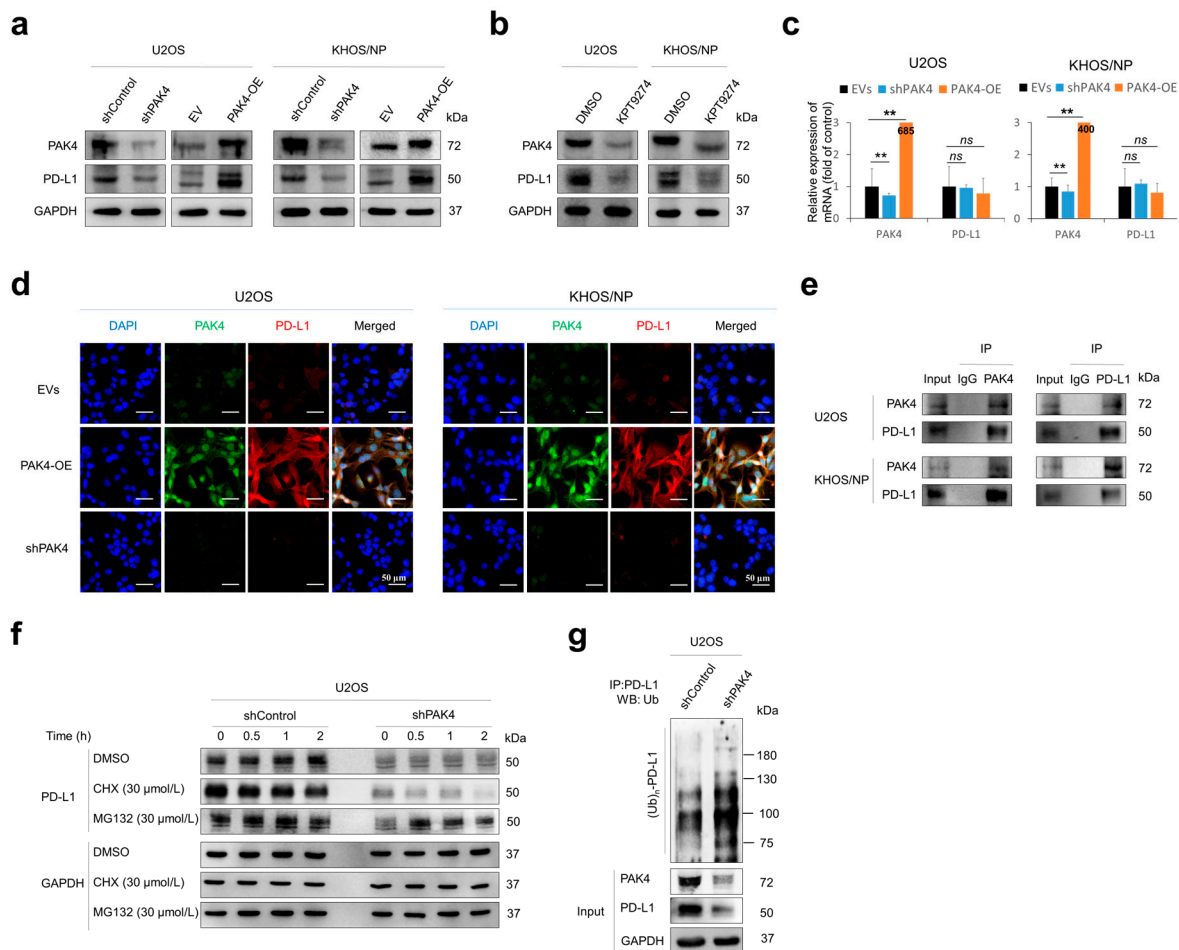 a
U2OS
KHOS/NP
shControl
shPAK4
EV
PAK4-OE
shControl
shPAK4
EV
PAK4-OE
kDa
PAK4
72
PD-L1
50
GAPDH
37
b
U2OS
KHOS/NP
DMSO
KPT9274
DMSO
KPT9274
kDa
PAK4
72
PD-L1
50
GAPDH
37
c
U2OS
KHOS/NP
EVs shPAK4 PAK4-OE
EVs shPAK4 PAK4-OE
Relative expression of
mRNA (fold of control)
3
2
1
0
**
685
**
ns
ns
PAK4
PD-L1
3
2
1
0
**
400
**
ns
ns
PAK4
PD-L1
d
U2OS
KHOS/NP
DAPI PAK4 PD-L1 Merged
DAPI PAK4 PD-L1 Merged
EVs
PAK4-OE
shPAK4
50 µm
50 µm
e
IP
IP
Input IgG PAK4
Input IgG PD-L1 kDa
U2OS
PAK4
72
PD-L1
50
KHOS/NP
PAK4
72
PD-L1
50
f
U2OS
shControl
shPAK4
Time (h) 0 0.5 1 2 0 0.5 1 2 kDa
PD-L1
DMSO
50
CHX (30 µmol/L)
50
MG132 (30 µmol/L)
50
GAPDH
DMSO
37
CHX (30 µmol/L)
37
MG132 (30 µmol/L)
37
g
U2OS
IP:PD-L1
WB: Ub
shControl
shPAK4
kDa
(Ub)n-PD-L1
180
130
100
75
Input
PAK4
72
PD-L1
50
GAPDH
37